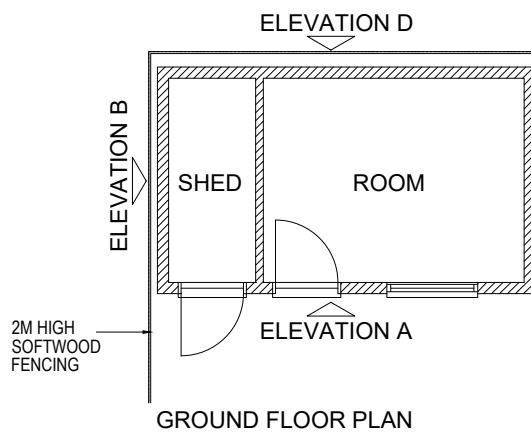 ELEVATION D
ELEVATION B
SHED
ROOM
ELEVATION A
2M HIGH
SOFTWOOD
FENCING
GROUND FLOOR PLAN